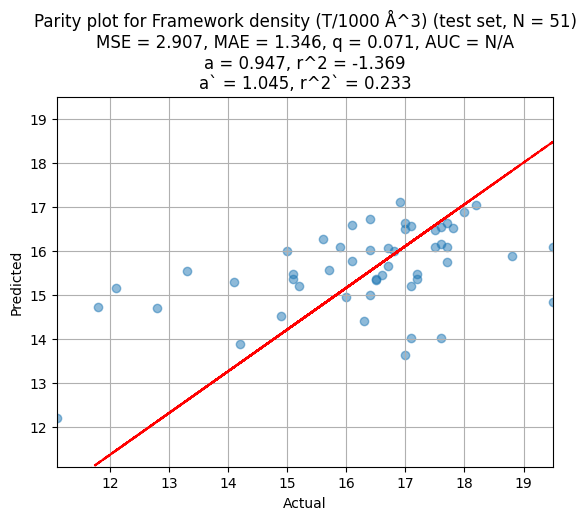 Parity plot for Framework density (T/1000 Å^3) (test set, N = 51)
MSE = 2.907, MAE = 1.346, q = 0.071, AUC = N/A
a = 0.947, r^2 = -1.369
a` = 1.045, r^2` = 0.233
19
18
17
16
15
14
13
12
Predicted
12 13 14 15 16 17 18 19
Actual